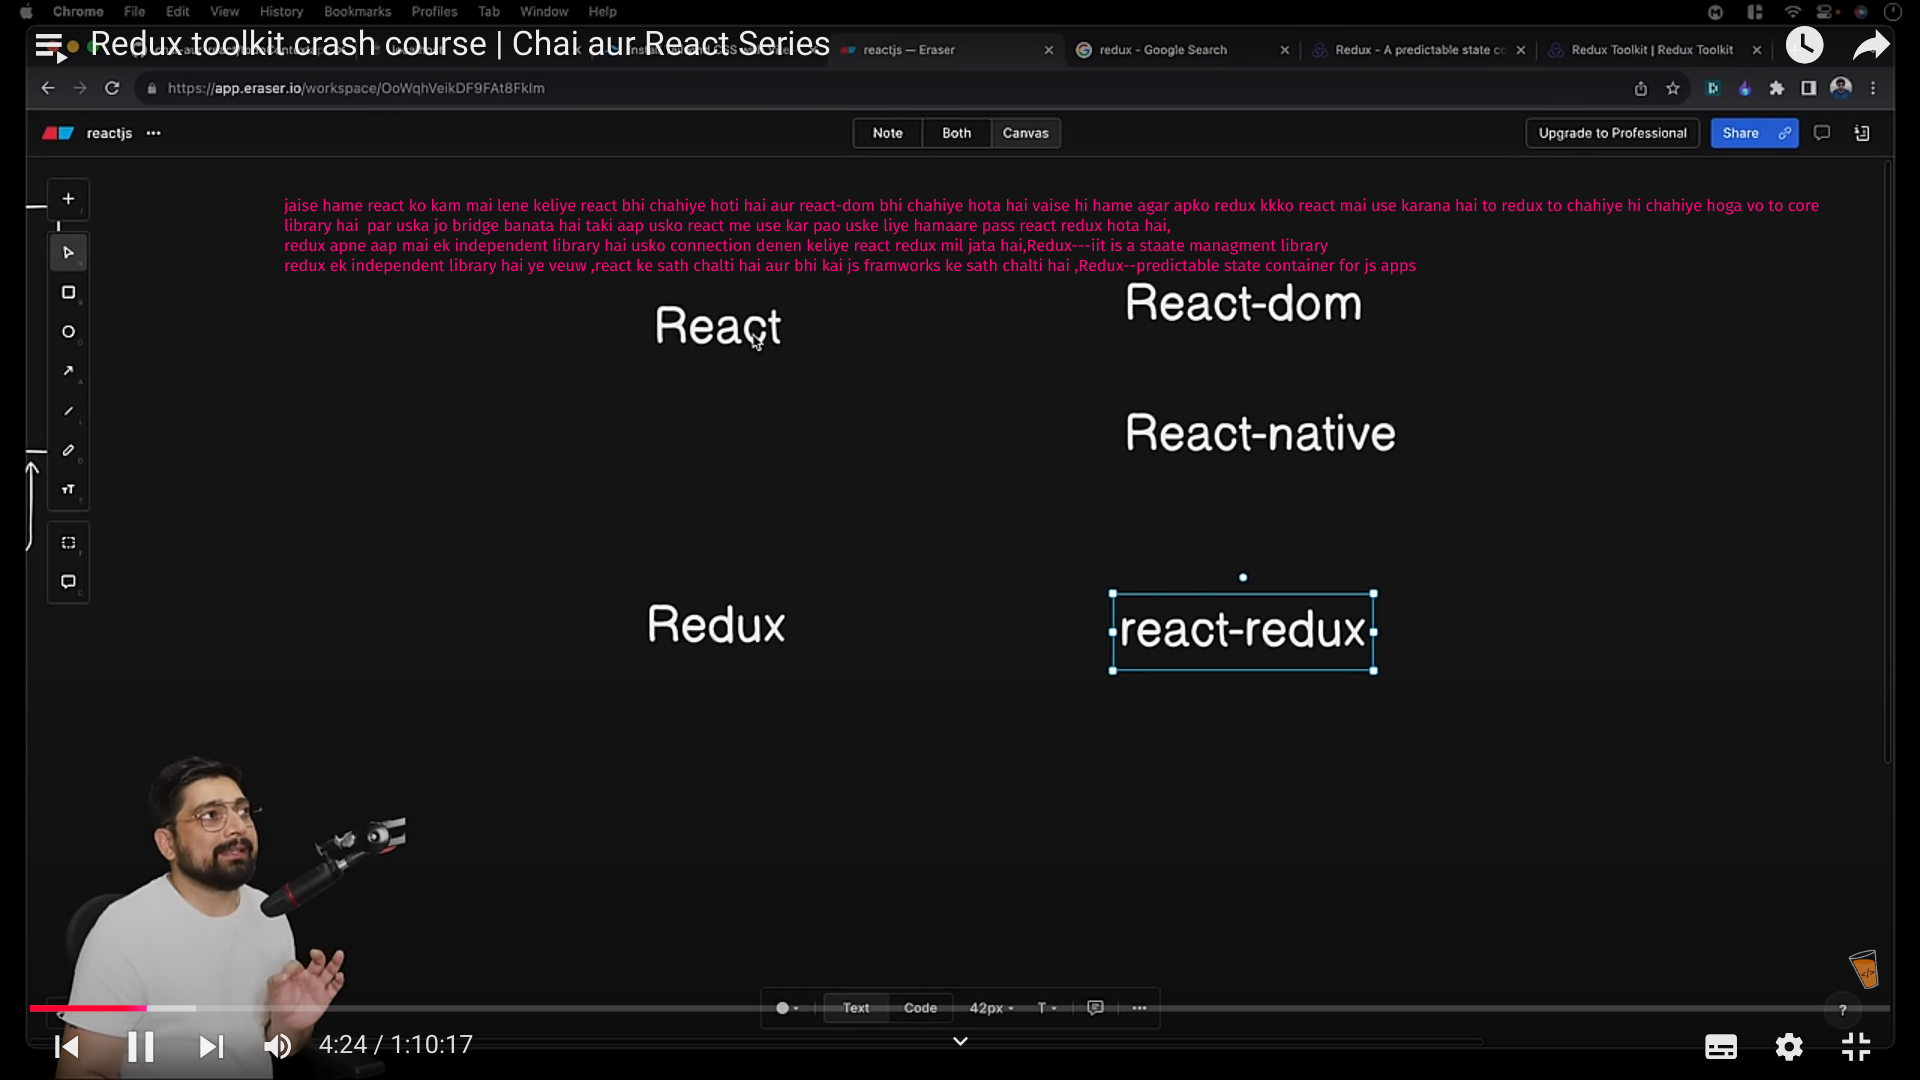 Chrome File Edit View History Bookmarks Profiles Tab Window Help
Redux toolkit crash course | Chai aur React Series
reactjs — Eraser
redux - Google Search
Redux - A predictable state co
Redux Toolkit | Redux Toolkit
https://app.eraser.io/workspace/OoWqhVeikDF9FAt8FkIm
reactjs
Note Both Canvas
Upgrade to Professional
Share
jaise hame react ko kam mai lene keliye react bhi chahiye hoti hai aur react-dom bhi chahiye hota hai vaise hi hame agar apko redux kkko react mai use karana hai to redux to chahiye hi chahiye hoga vo to core
library hai par uska jo bridge banata hai taki aap usko react me use kar pao uske liye hamaare pass react redux hota hai,
redux apne aap mai ek independent library hai usko connection denen keliye react redux mil jata hai,Redux---iit is a staate managment library
redux ek independent library hai ye veuw ,react ke sath chalti hai aur bhi kai js framworks ke sath chalti hai ,Redux--predictable state container for js apps
React
React-dom
React-native
Redux
react-redux
Text Code 42px T
?
4:24 / 1:10:17